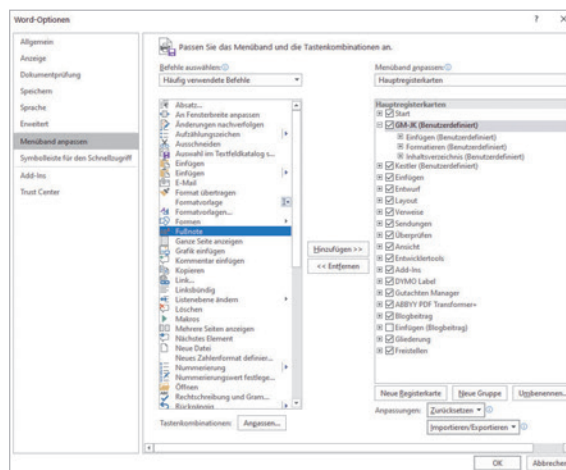 Word-Optionen
? ×
Allgemein
Anzeige
Dokumentprüfung
Speichern
Sprache
Erweitert
Menüband anpassen
Symbolleiste für den Schnellzugriff
Add-Ins
Trust Center
Passen Sie das Menüband und die Tastenkombinationen an.
Befehle auswählen:
Häufig verwendete Befehle
Absatz...
An Fensterbreite anpassen
Änderungen nachverfolgen
Aufzählungszeichen
Ausschneiden
Auswahl im Textfeldkatalog s...
Einfügen
Einfügen
E-Mail
Format übertragen
Formatvorlage
Formatvorlagen...
Formen
Fußnote
Ganze Seite anzeigen
Grafik einfügen
Kommentar einfügen
Kopieren
Link...
Linksbündig
Listenebene ändern
Löschen
Makros
Mehrere Seiten anzeigen
Nächstes Element
Neue Datei
Neues Zahlenformat definier...
Nummerierung
Nummerierungswert festlege...
Öffnen
Rechtschreibung und Gram...
Rückgängig
Tastenkombinationen: Anpassen...
Hinzufügen >>
<< Entfernen
Menüband anpassen:
Hauptregisterkarten
Hauptregisterkarten
Start
GM-JK (Benutzerdefiniert)
Einfügen (Benutzerdefiniert)
Formatieren (Benutzerdefiniert)
Inhaltsverzeichnis (Benutzerdefiniert)
Kestler (Benutzerdefiniert)
Einfügen
Entwurf
Layout
Verweise
Sendungen
Überprüfen
Ansicht
Entwicklertools
Add-Ins
DYMO Label
Gutachten Manager
ABBYY PDF Transformer+
Blogbeitrag
Einfügen (Blogbeitrag)
Gliederung
Freistellen
Neue Registerkarte Neue Gruppe Umbenennen...
Anpassungen: Zurücksetzen
Importieren/Exportieren
OK Abbrechen